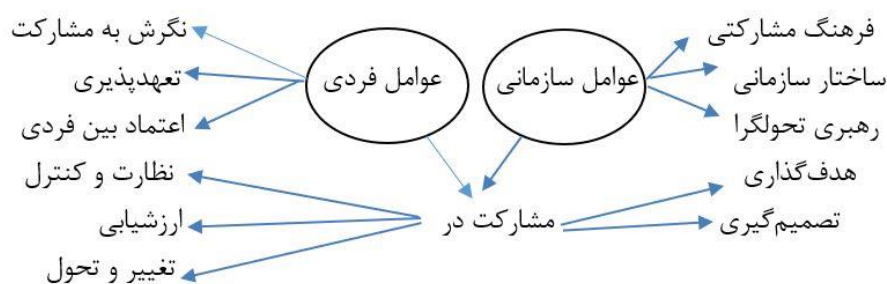 فرهنگ مشارکتی
ساختار سازمانی
رهبری تحولگرا
عوامل سازمانی
عوامل فردی
نگرش به مشارکت
تعهدپذیری
اعتماد بین فردی
هدف‌گذاری
تصمیم‌گیری
مشارکت در
نظارت و کنترل
ارزشیابی
تغییر و تحول